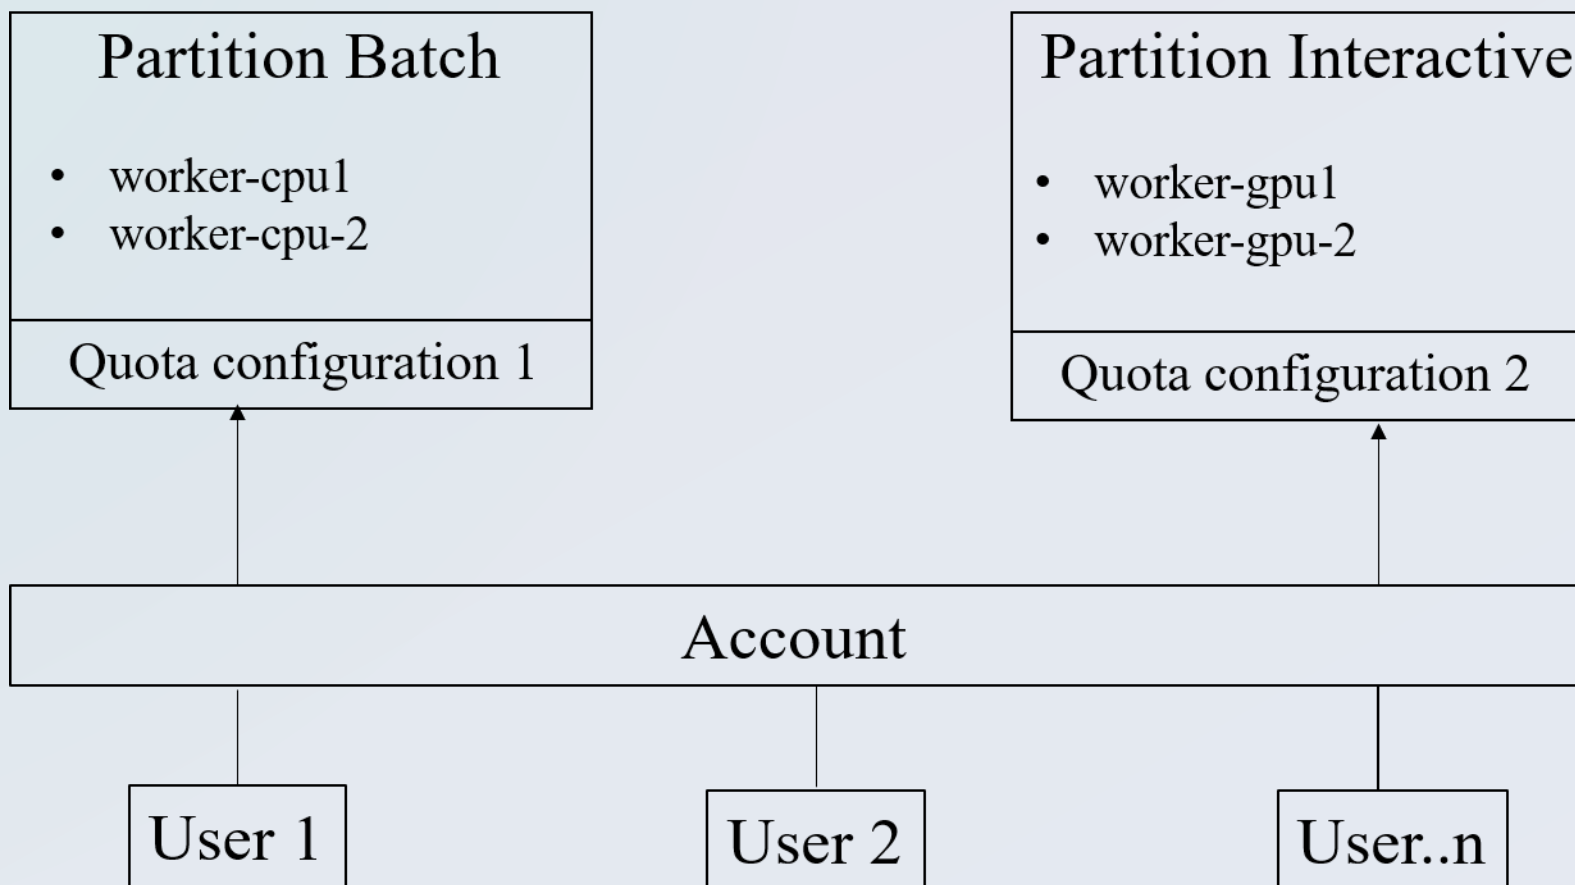 Partition Batch
• worker-cpu1
• worker-cpu-2
Quota configuration 1
Partition Interactive
• worker-gpu1
• worker-gpu-2
Quota configuration 2
Account
User 1
User 2
User..n